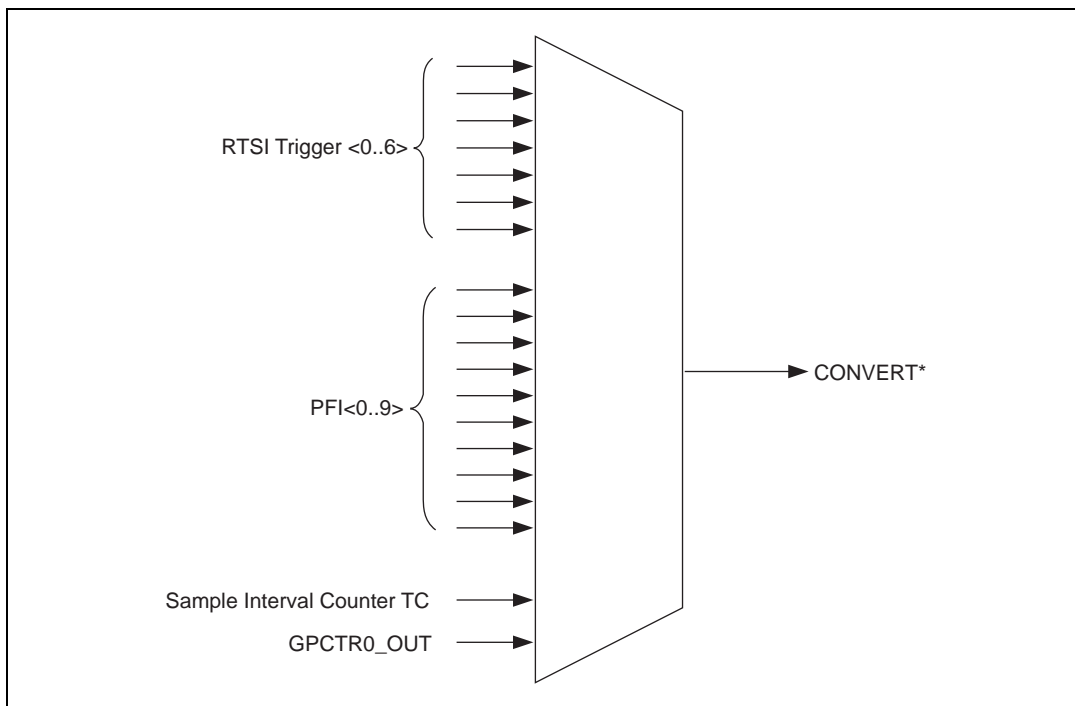 RTSI Trigger <0..6>
PFI<0..9>
CONVERT*
Sample Interval Counter TC
GPCTR0_OUT